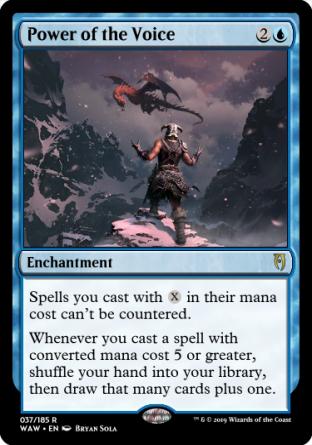 Power of the Voice 2
Enchantment
Spells you cast with X in their mana
cost can't be countered.
Whenever you cast a spell with
converted mana cost 5 or greater,
shuffle your hand into your library,
then draw that many cards plus one.
037/185 R
WAW • EN BRYAN SOLA
™ & © 2019 Wizards of the Coast